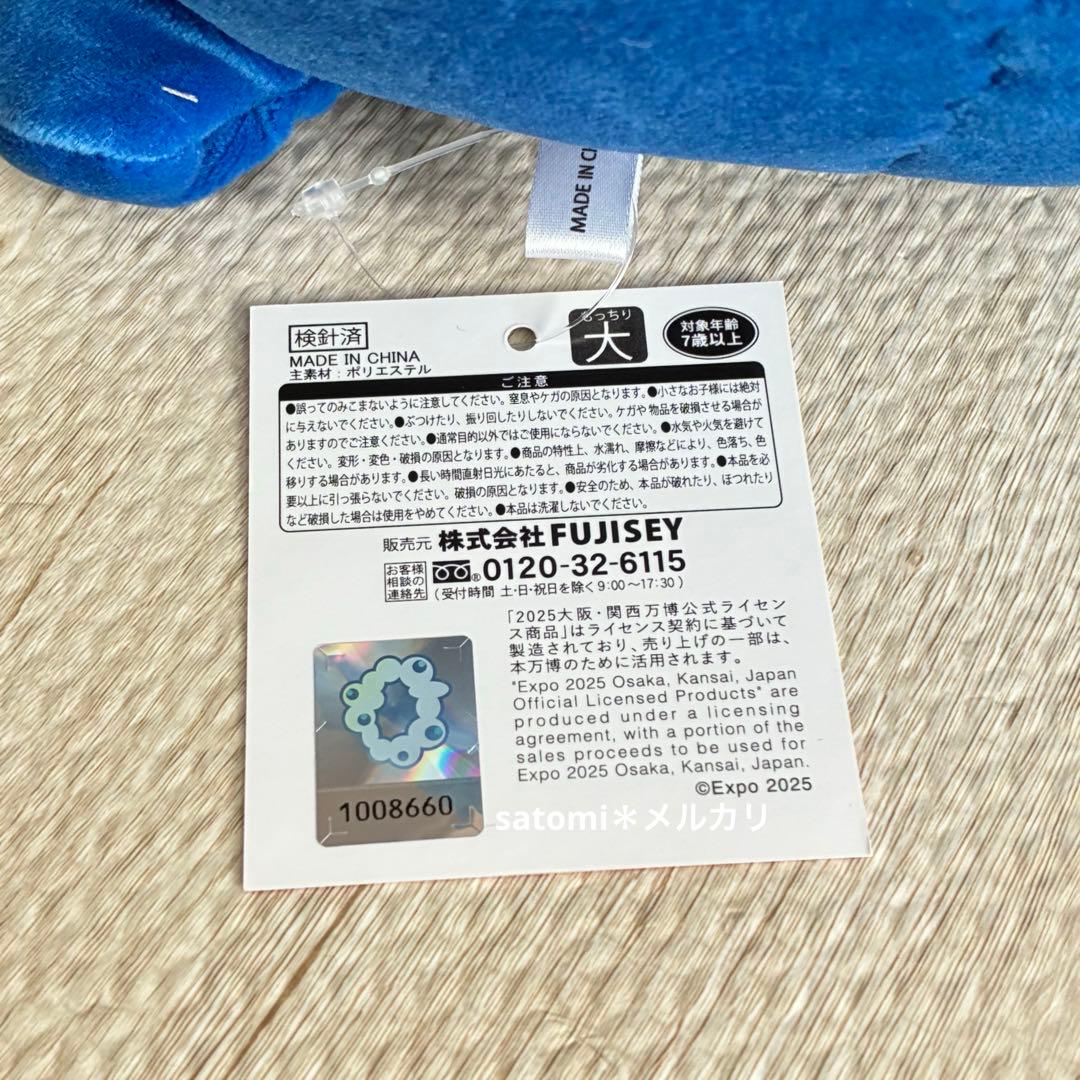 MADE IN C
検針済
MADE IN CHINA
主素材：ポリエステル
もっちり
大
対象年齢
7歳以上
ご注意
●誤ってのみこまないように注意してください。窒息やケガの原因となります。●小さなお子様には絶対
に与えないでください。●ぶつけたり、振り回したりしないでください。ケガや物品を破損させる場合が
ありますのでご注意ください。●通常目的以外ではご使用にならないでください。●水気や火気を避けて
ください。変形・変色・破損の原因となります。●商品の特性上、水濡れ、摩擦などにより、色落ち、色
移りする場合があります。●長い時間直射日光にあたると、商品が劣化する場合があります。●本品を必
要以上に引っ張らないでください。破損の原因となります。●安全のため、本品が破れたり、ほつれたり
など破損した場合は使用をやめてください。●本品は洗濯しないでください。
販売元 株式会社FUJISEY
お客様
相談の
連絡先
®0120-32-6115
（受付時間 土・日・祝日を除く9:00～17:30）
「2025大阪・関西万博公式ライセン
ス商品」はライセンス契約に基づいて
製造されており、売り上げの一部は、
本万博のために活用されます。
"Expo 2025 Osaka, Kansai, Japan
Official Licensed Products" are
produced under a licensing
agreement, with a portion of the
sales proceeds to be used for
Expo 2025 Osaka, Kansai, Japan.
©Expo 2025
1008660
satomi＊メルカリ